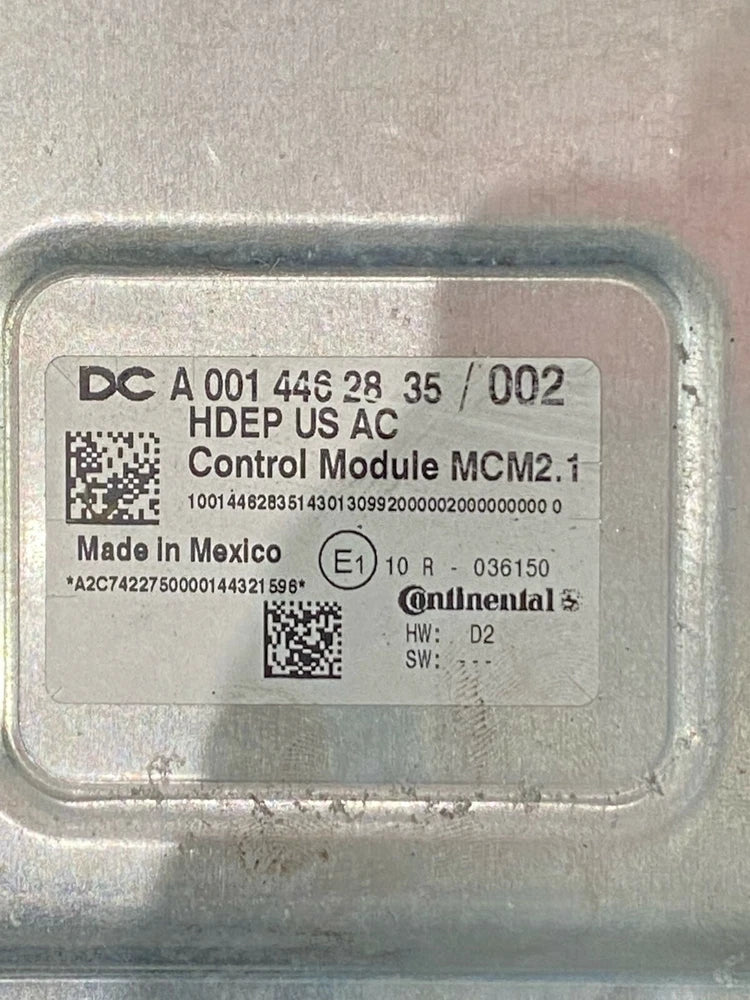 DC A 001 446 28 35 / 002
HDEP US AC
Control Module MCM2.1
10014462835143013099200000200000000 0
Made in Mexico
E1 10 R - 036150
*A2C7422750000144321596*
Continental
HW: D2
SW: ---